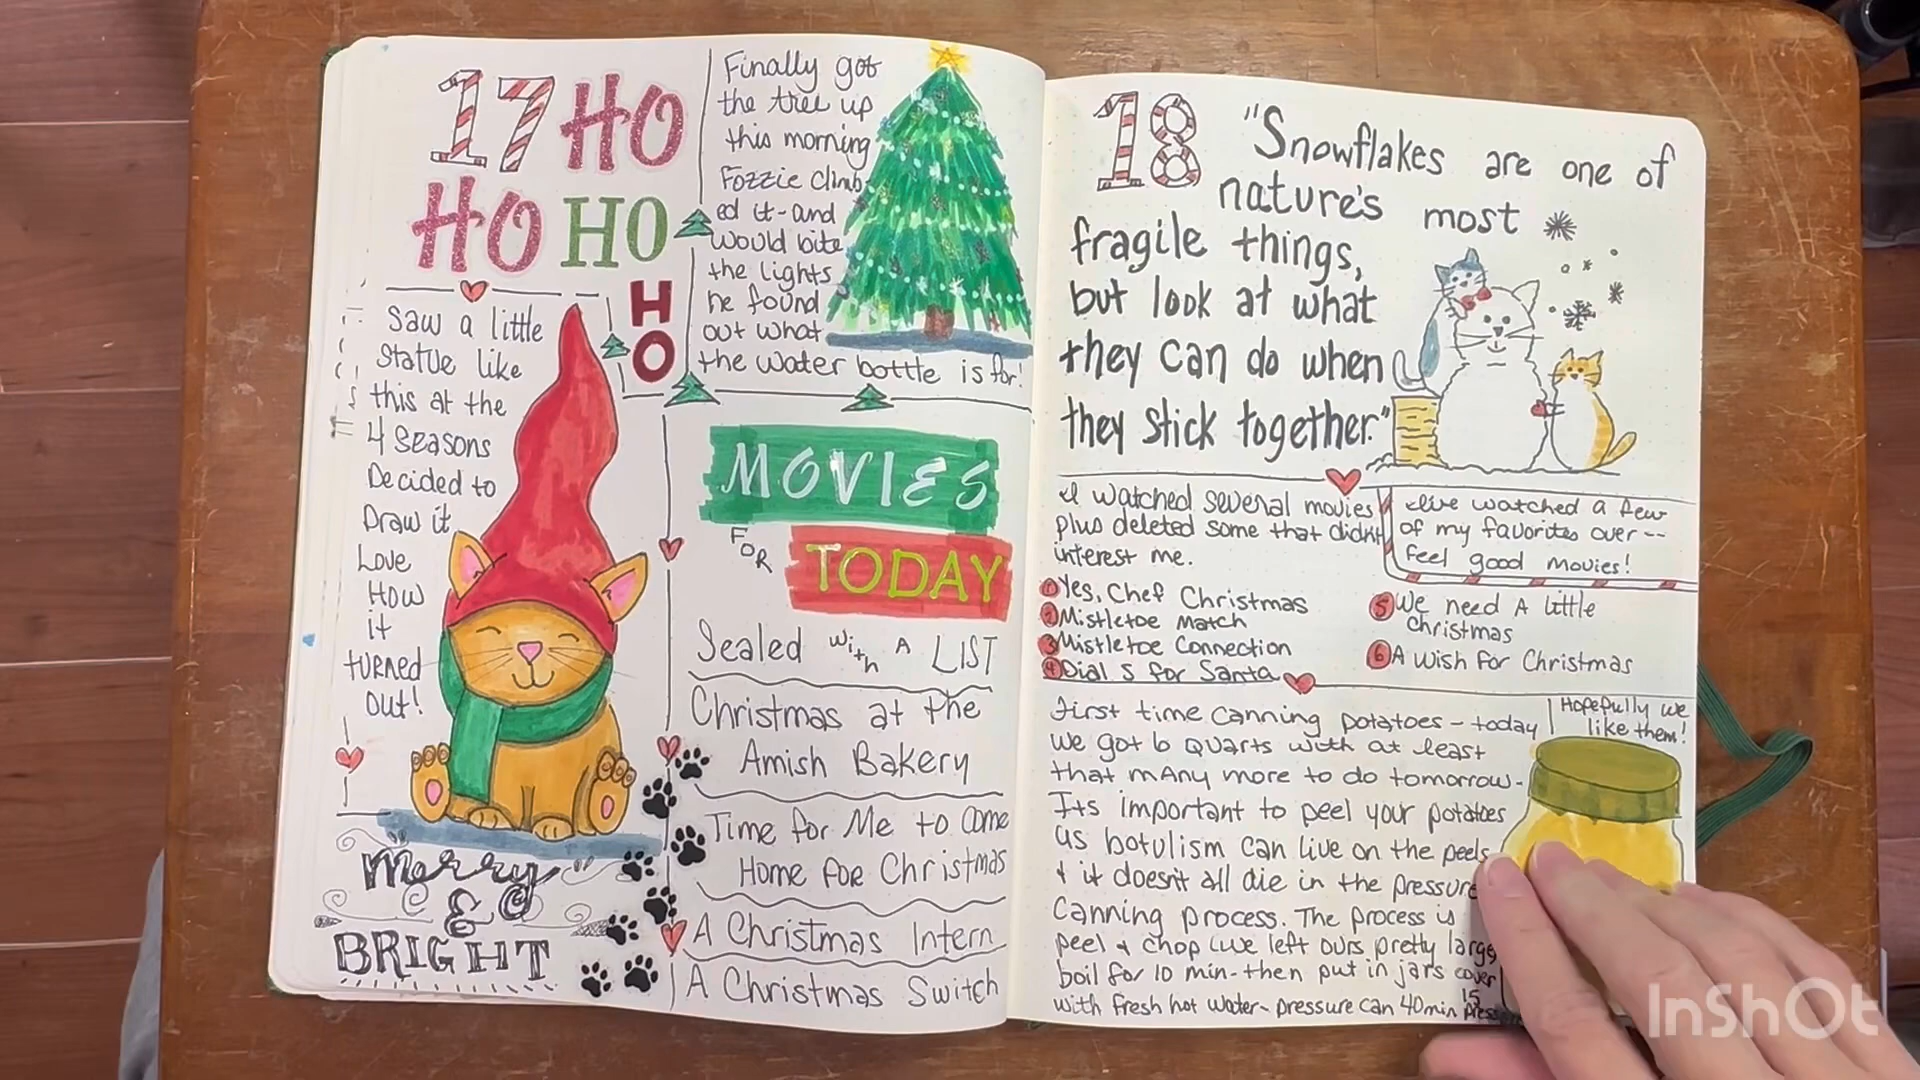 17 HO
HO HO
HO
Saw a little
statue like
this at the
4 Seasons
Decided to
Draw it
Love
How
it
turned
out!
Merry
&
BRIGHT
Finally got
the tree up
this morning
Fozzie climb-
ed it - and
would bite
the lights
he found
out what
the water bottle is for!
MOVIES
FOR
TODAY
Sealed with A LIST
Christmas at the
Amish Bakery
Time for Me to Come
Home for Christmas
A Christmas Intern
A Christmas Switch
18 "Snowflakes are one of
nature's most
fragile things,
but look at what
they can do when
they stick together."
I watched several movies
plus deleted some that didn't
interest me.
I've watched a few
of my favorites over--
feel good movies!
1 Yes, Chef Christmas
2 Mistletoe Match
3 Mistletoe Connection
4 Dial S for Santa
5 We need A little
Christmas
6 A Wish for Christmas
First time canning potatoes - today
we got 6 quarts with at least
that many more to do tomorrow-
Its important to peel your potatoes
as botulism can live on the peels
& it doesn't all die in the pressure
canning process. The process is
peel & chop (we left ours pretty large
boil for 10 min - then put in jars cover
with fresh hot water - pressure can 40 min 15
Hopefully we
like them!
InShOt